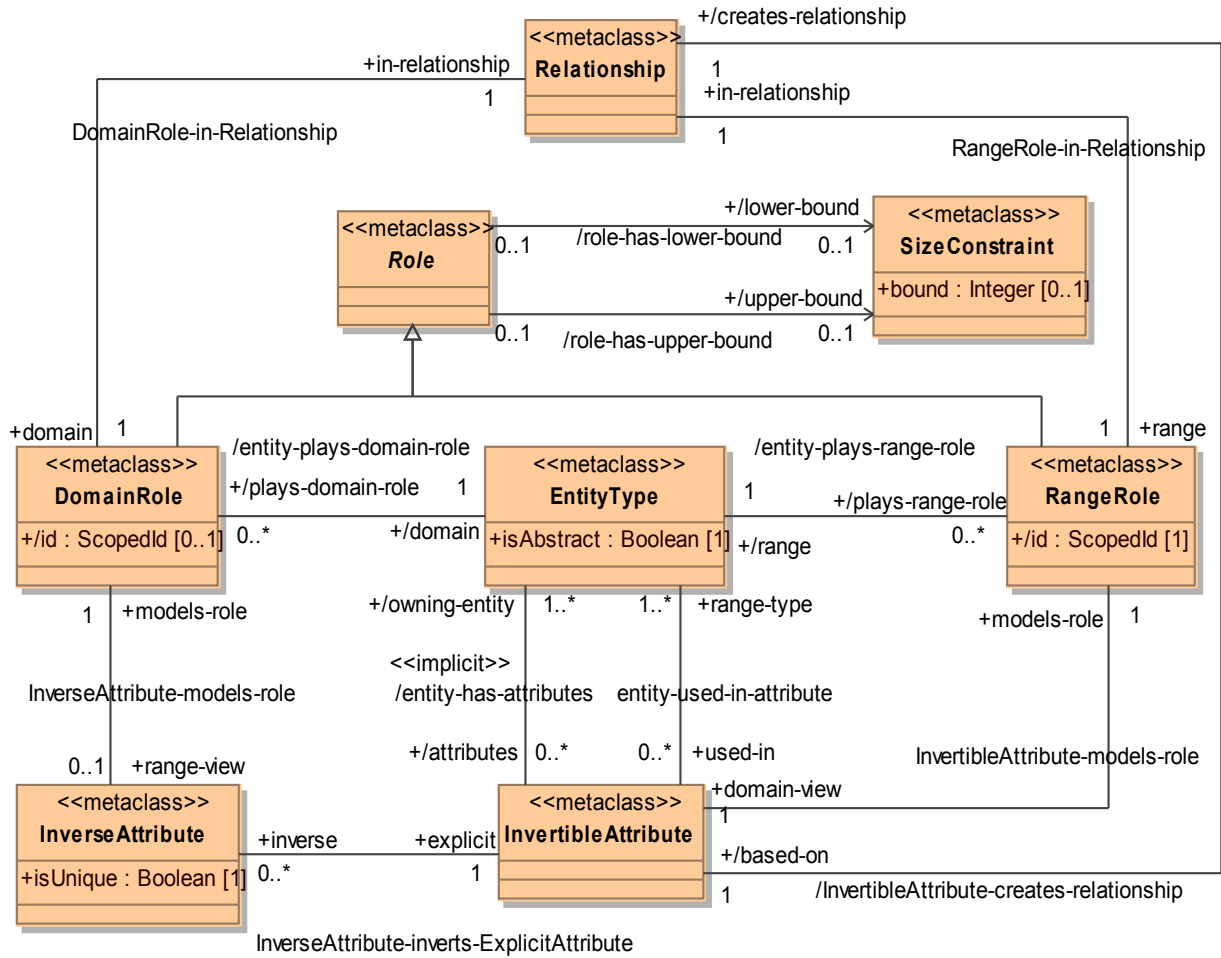 +/creates-relationship
<<metaclass>>
Relationship
+in-relationship
1
1
+in-relationship
1
DomainRole-in-Relationship
RangeRole-in-Relationship
<<metaclass>>
Role
+/lower-bound
0..1
/role-has-lower-bound
0..1
+/upper-bound
0..1
/role-has-upper-bound
0..1
<<metaclass>>
SizeConstraint
+bound : Integer [0..1]
+domain
1
1
+range
/entity-plays-domain-role
/entity-plays-range-role
<<metaclass>>
DomainRole
+/id : ScopedId [0..1]
+/plays-domain-role
1
0..*
+/domain
<<metaclass>>
EntityType
+isAbstract : Boolean [1]
1
+/plays-range-role
+/range
0..*
<<metaclass>>
RangeRole
+/id : ScopedId [1]
1
+models-role
+/owning-entity
1..*
1..*
+range-type
+models-role
1
<<implicit>>
InverseAttribute-models-role
/entity-has-attributes
entity-used-in-attribute
+/attributes
0..*
0..*
+used-in
InvertibleAttribute-models-role
0..1
+range-view
+domain-view
1
<<metaclass>>
InverseAttribute
+isUnique : Boolean [1]
+inverse
0..*
+explicit
1
<<metaclass>>
InvertibleAttribute
+/based-on
1
/InvertibleAttribute-creates-relationship
InverseAttribute-inverts-ExplicitAttribute